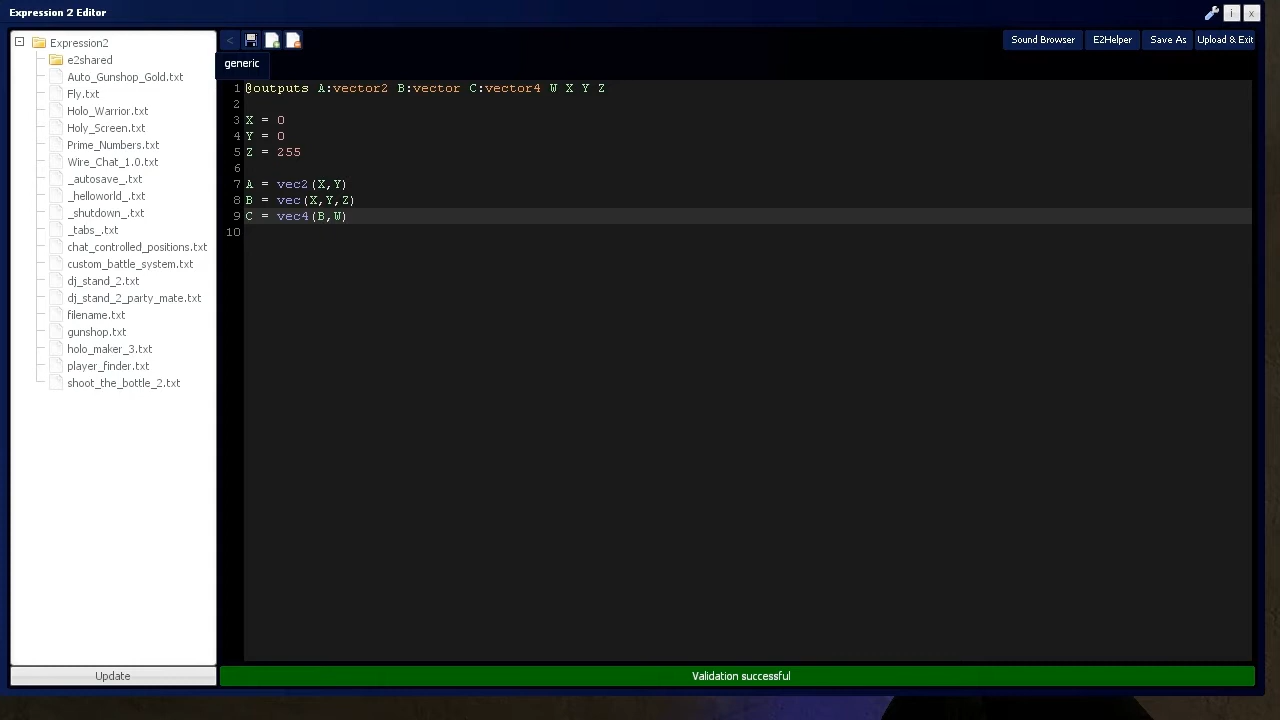 Expression 2 Editor
i
x
Expression2
e2shared
Auto_Gunshop_Gold.txt
Fly.txt
Holo_Warrior.txt
Holy_Screen.txt
Prime_Numbers.txt
Wire_Chat_1.0.txt
_autosave_.txt
_helloworld_.txt
_shutdown_.txt
_tabs_.txt
chat_controlled_positions.txt
custom_battle_system.txt
dj_stand_2.txt
dj_stand_2_party_mate.txt
filename.txt
gunshop.txt
holo_maker_3.txt
player_finder.txt
shoot_the_bottle_2.txt
Update
<
Sound Browser E2Helper Save As Upload & Exit
generic
1 @outputs A:vector2 B:vector C:vector4 W X Y Z
2
3 X = 0
4 Y = 0
5 Z = 255
6
7 A = vec2(X,Y)
8 B = vec(X,Y,Z)
9 C = vec4(B,W)
10
Validation successful